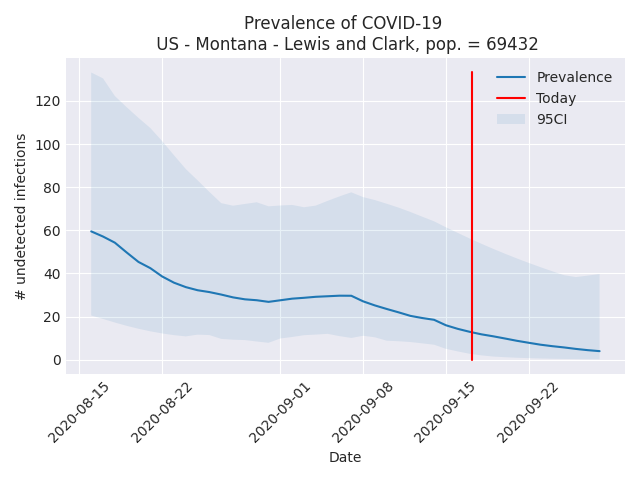 Prevalence of COVID-19
US - Montana - Lewis and Clark, pop. = 69432
Prevalence
Today
95CI
# undetected infections
120
100
80
60
40
20
0
2020-08-15
2020-08-22
2020-09-01
2020-09-08
2020-09-15
2020-09-22
Date